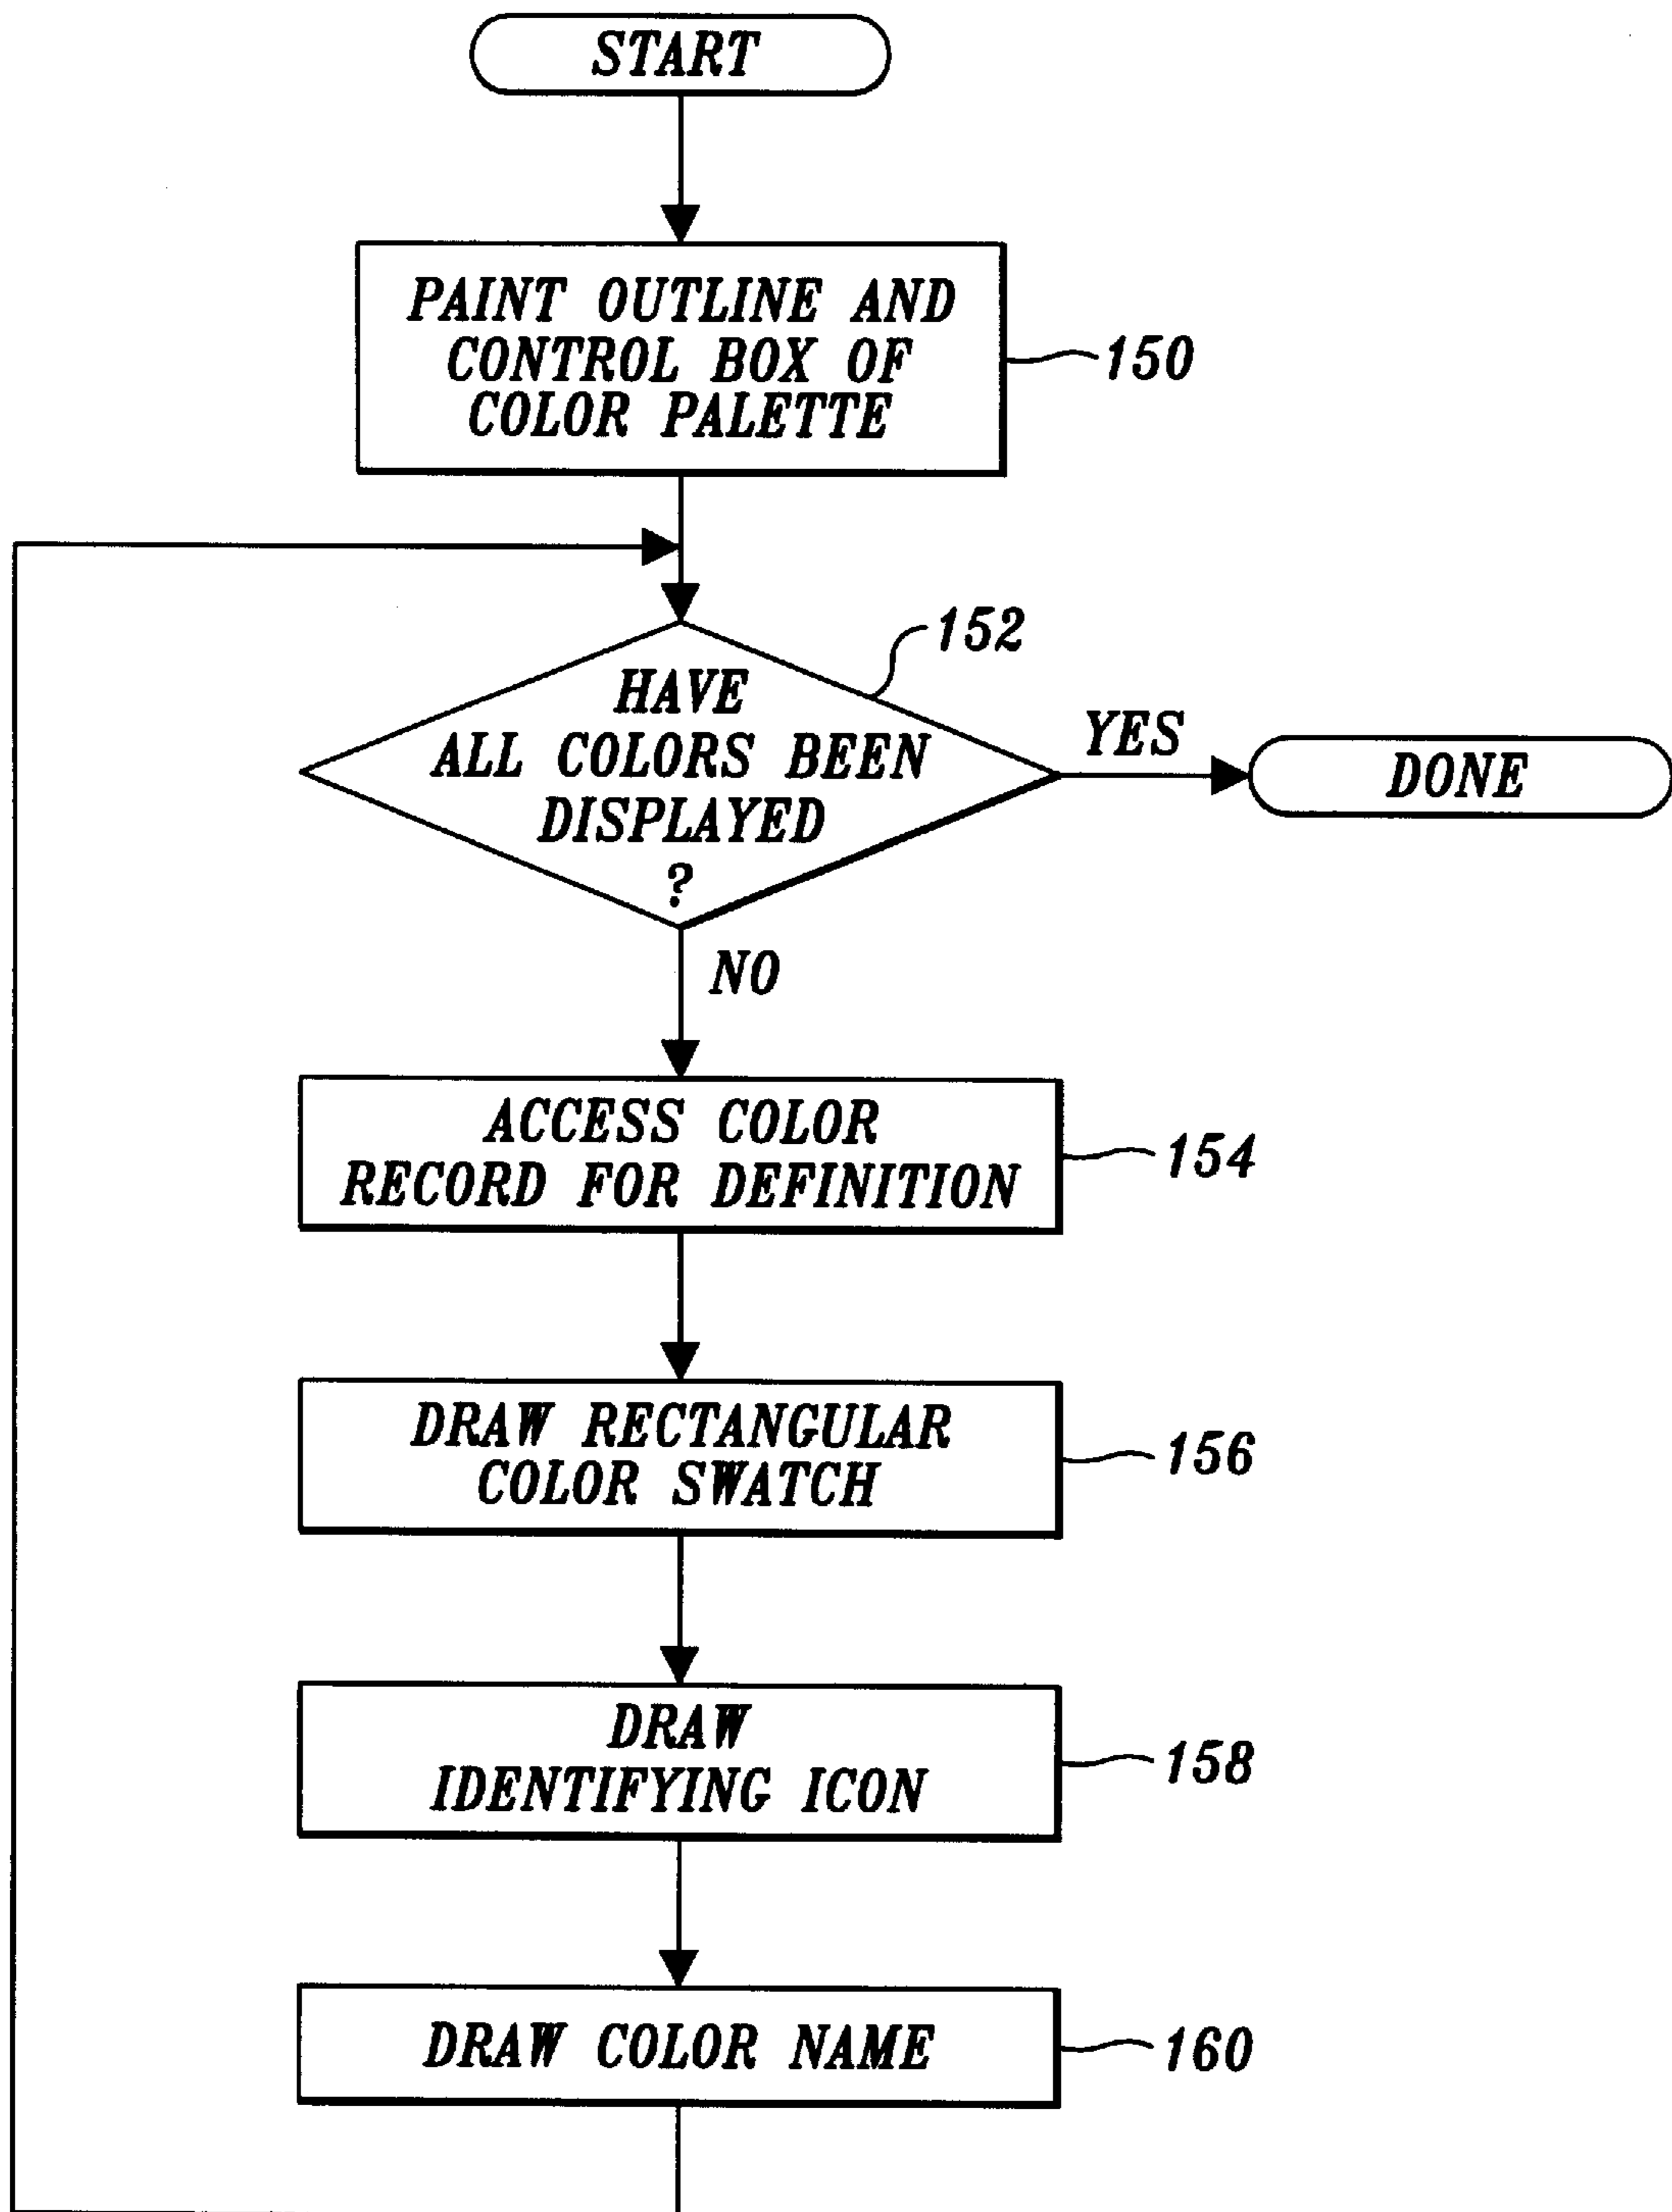 START
PAINT OUTLINE AND
CONTROL BOX OF
COLOR PALETTE
150
152
HAVE
ALL COLORS BEEN
DISPLAYED
?
YES
DONE
NO
ACCESS COLOR
RECORD FOR DEFINITION
154
DRAW RECTANGULAR
COLOR SWATCH
156
DRAW
IDENTIFYING ICON
158
DRAW COLOR NAME
160